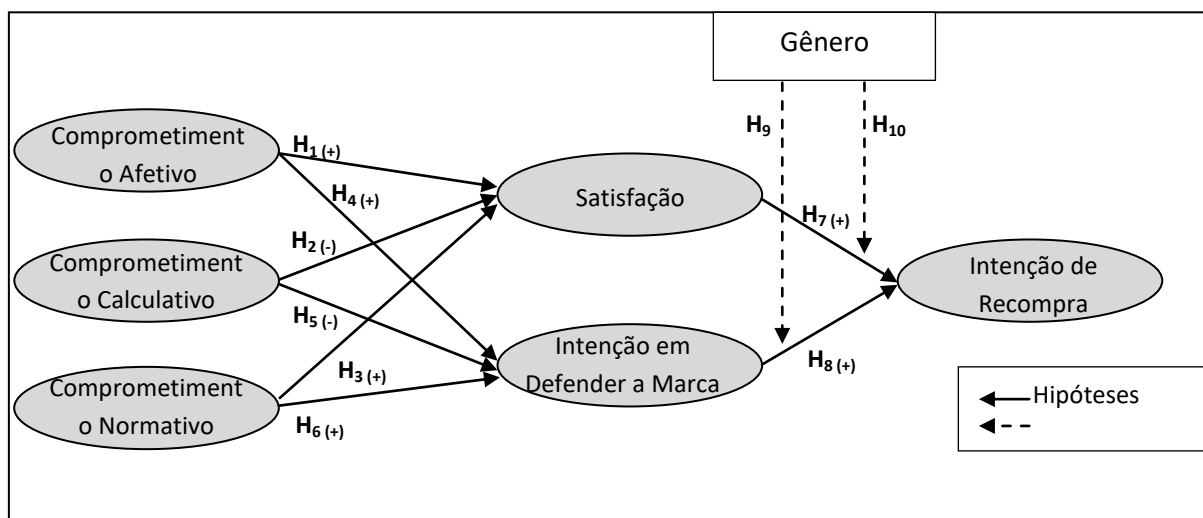 Gênero
H9
H10
Compromentiment
o Afetivo
H1 (+)
H4 (+)
Satisfação
H7 (+)
H2 (-)
Comprometiment
o Calculativo
Intenção de
Recompra
H5 (-)
Intenção em
Defender a Marca
H3 (+)
H8 (+)
Comprometiment
o Normativo
H6 (+)
Hipóteses